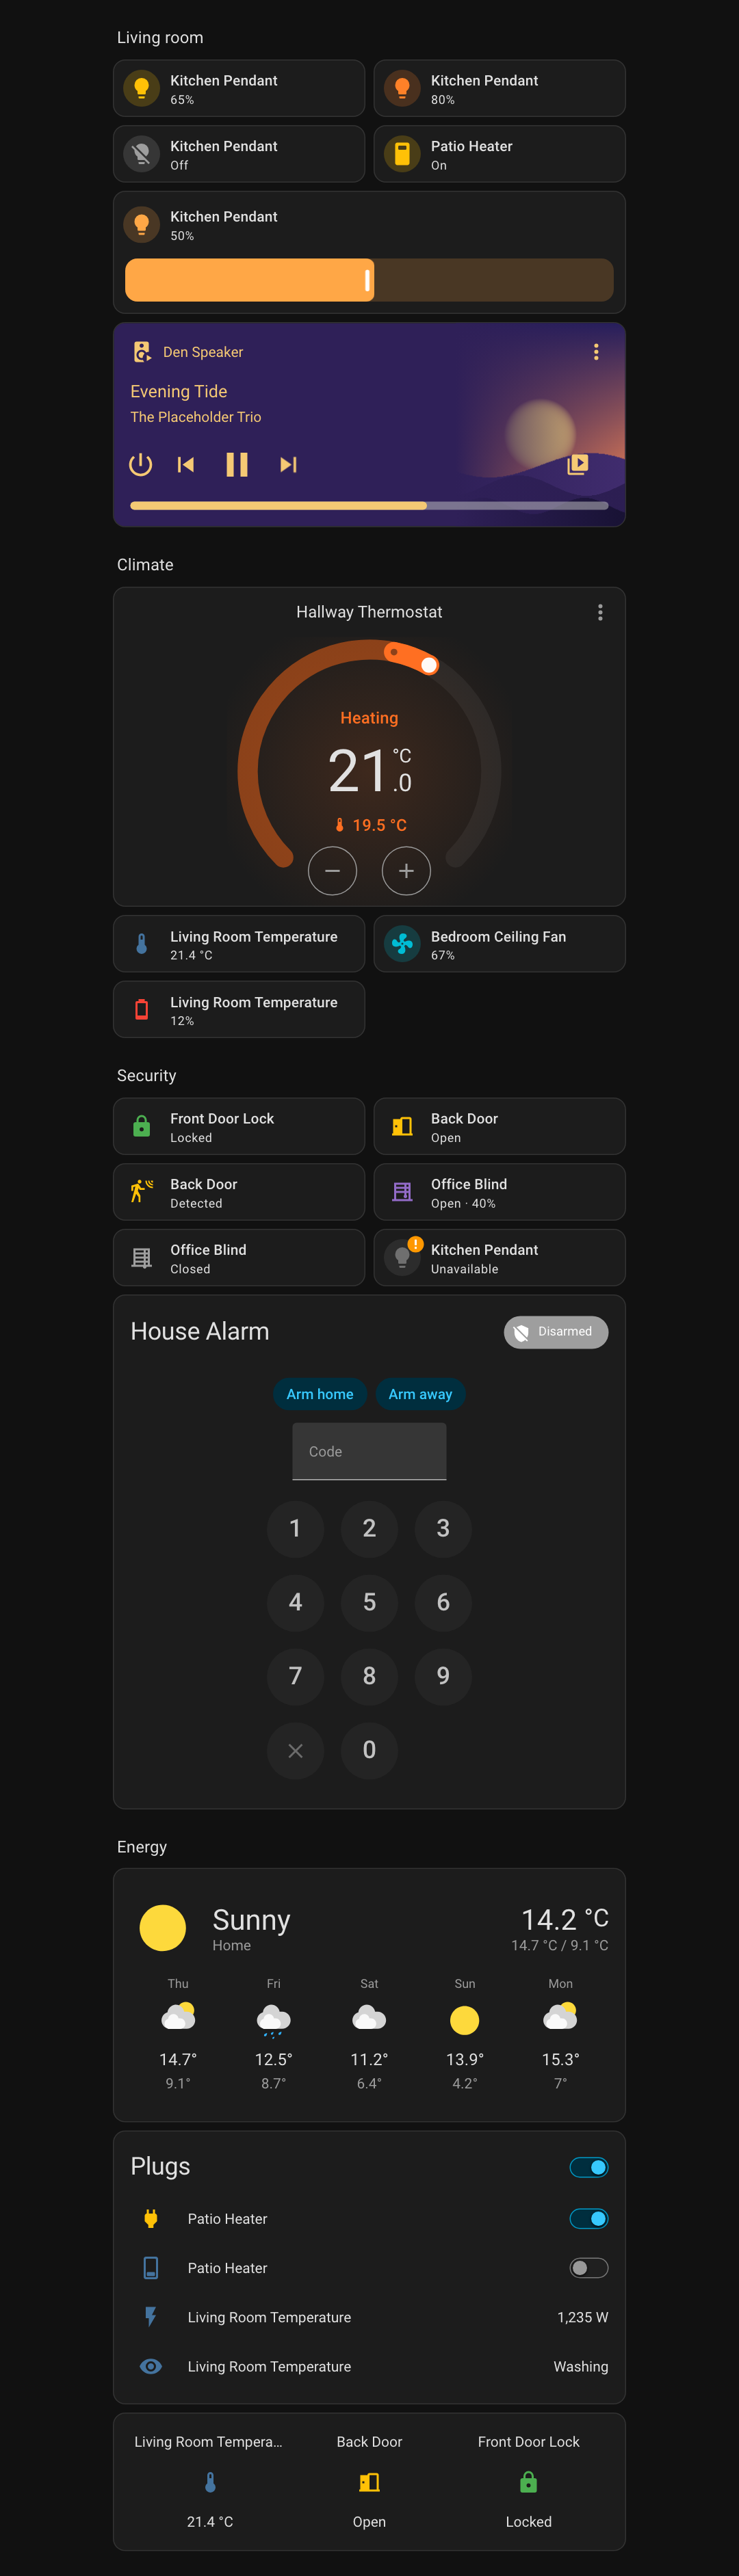 Living room
Kitchen Pendant
65%
Kitchen Pendant
80%
Kitchen Pendant
Off
Patio Heater
On
Kitchen Pendant
50%
Den Speaker
Evening Tide
The Placeholder Trio
Climate
Hallway Thermostat
Heating
21.0 °C
19.5 °C
Living Room Temperature
21.4 °C
Bedroom Ceiling Fan
67%
Living Room Temperature
12%
Security
Front Door Lock
Locked
Back Door
Open
Back Door
Detected
Office Blind
Open · 40%
Office Blind
Closed
Kitchen Pendant
Unavailable
House Alarm
Disarmed
Arm home Arm away
Code
1 2 3
4 5 6
7 8 9
0
Energy
Sunny
Home
14.2 °C
14.7 °C / 9.1 °C
Thu Fri Sat Sun Mon
14.7° 12.5° 11.2° 13.9° 15.3°
9.1° 8.7° 6.4° 4.2° 7°
Plugs
Patio Heater
Patio Heater
Living Room Temperature 1,235 W
Living Room Temperature Washing
Living Room Tempera... Back Door Front Door Lock
21.4 °C Open Locked